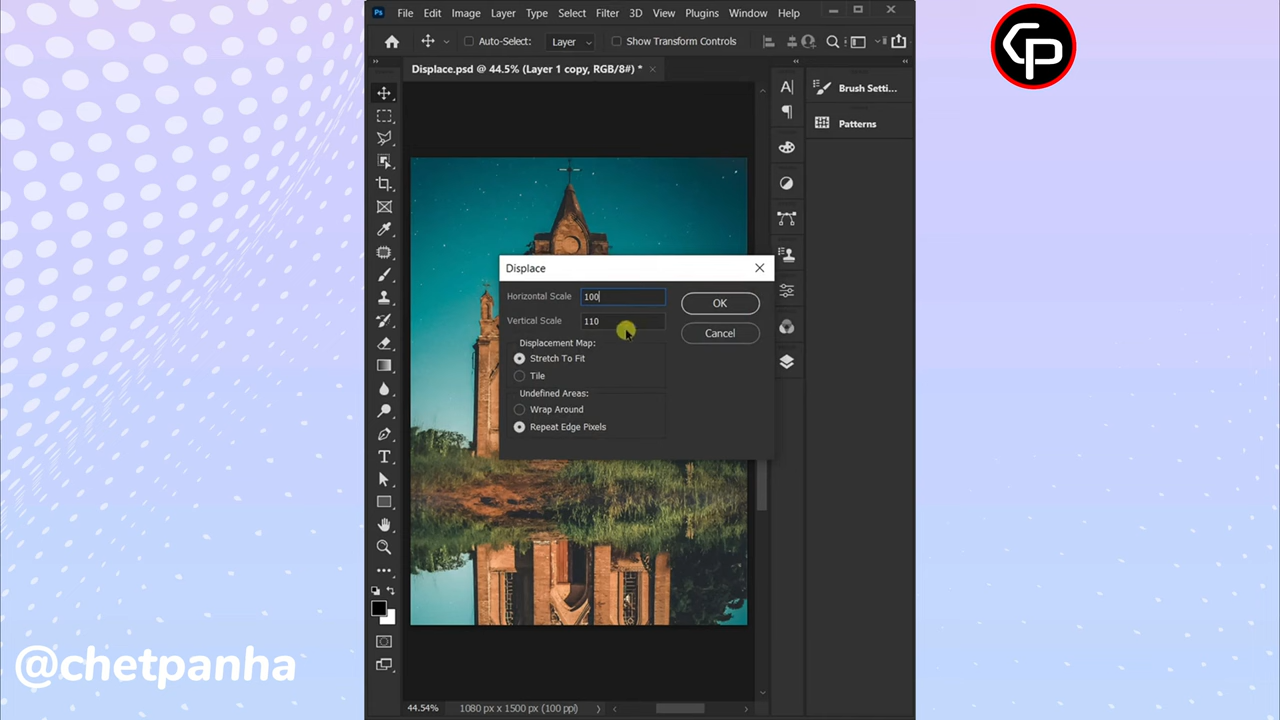 Ps File Edit Image Layer Type Select Filter 3D View Plugins Window Help
Auto-Select: Layer Show Transform Controls
Displace.psd @ 44.5% (Layer 1 copy, RGB/8#) *
Brush Setti...
Patterns
Displace
Horizontal Scale 100
OK
Vertical Scale 110
Cancel
Displacement Map:
Stretch To Fit
Tile
Undefined Areas:
Wrap Around
Repeat Edge Pixels
44.54% 1080 px x 1500 px (100 ppi)
@chetpanha
CP